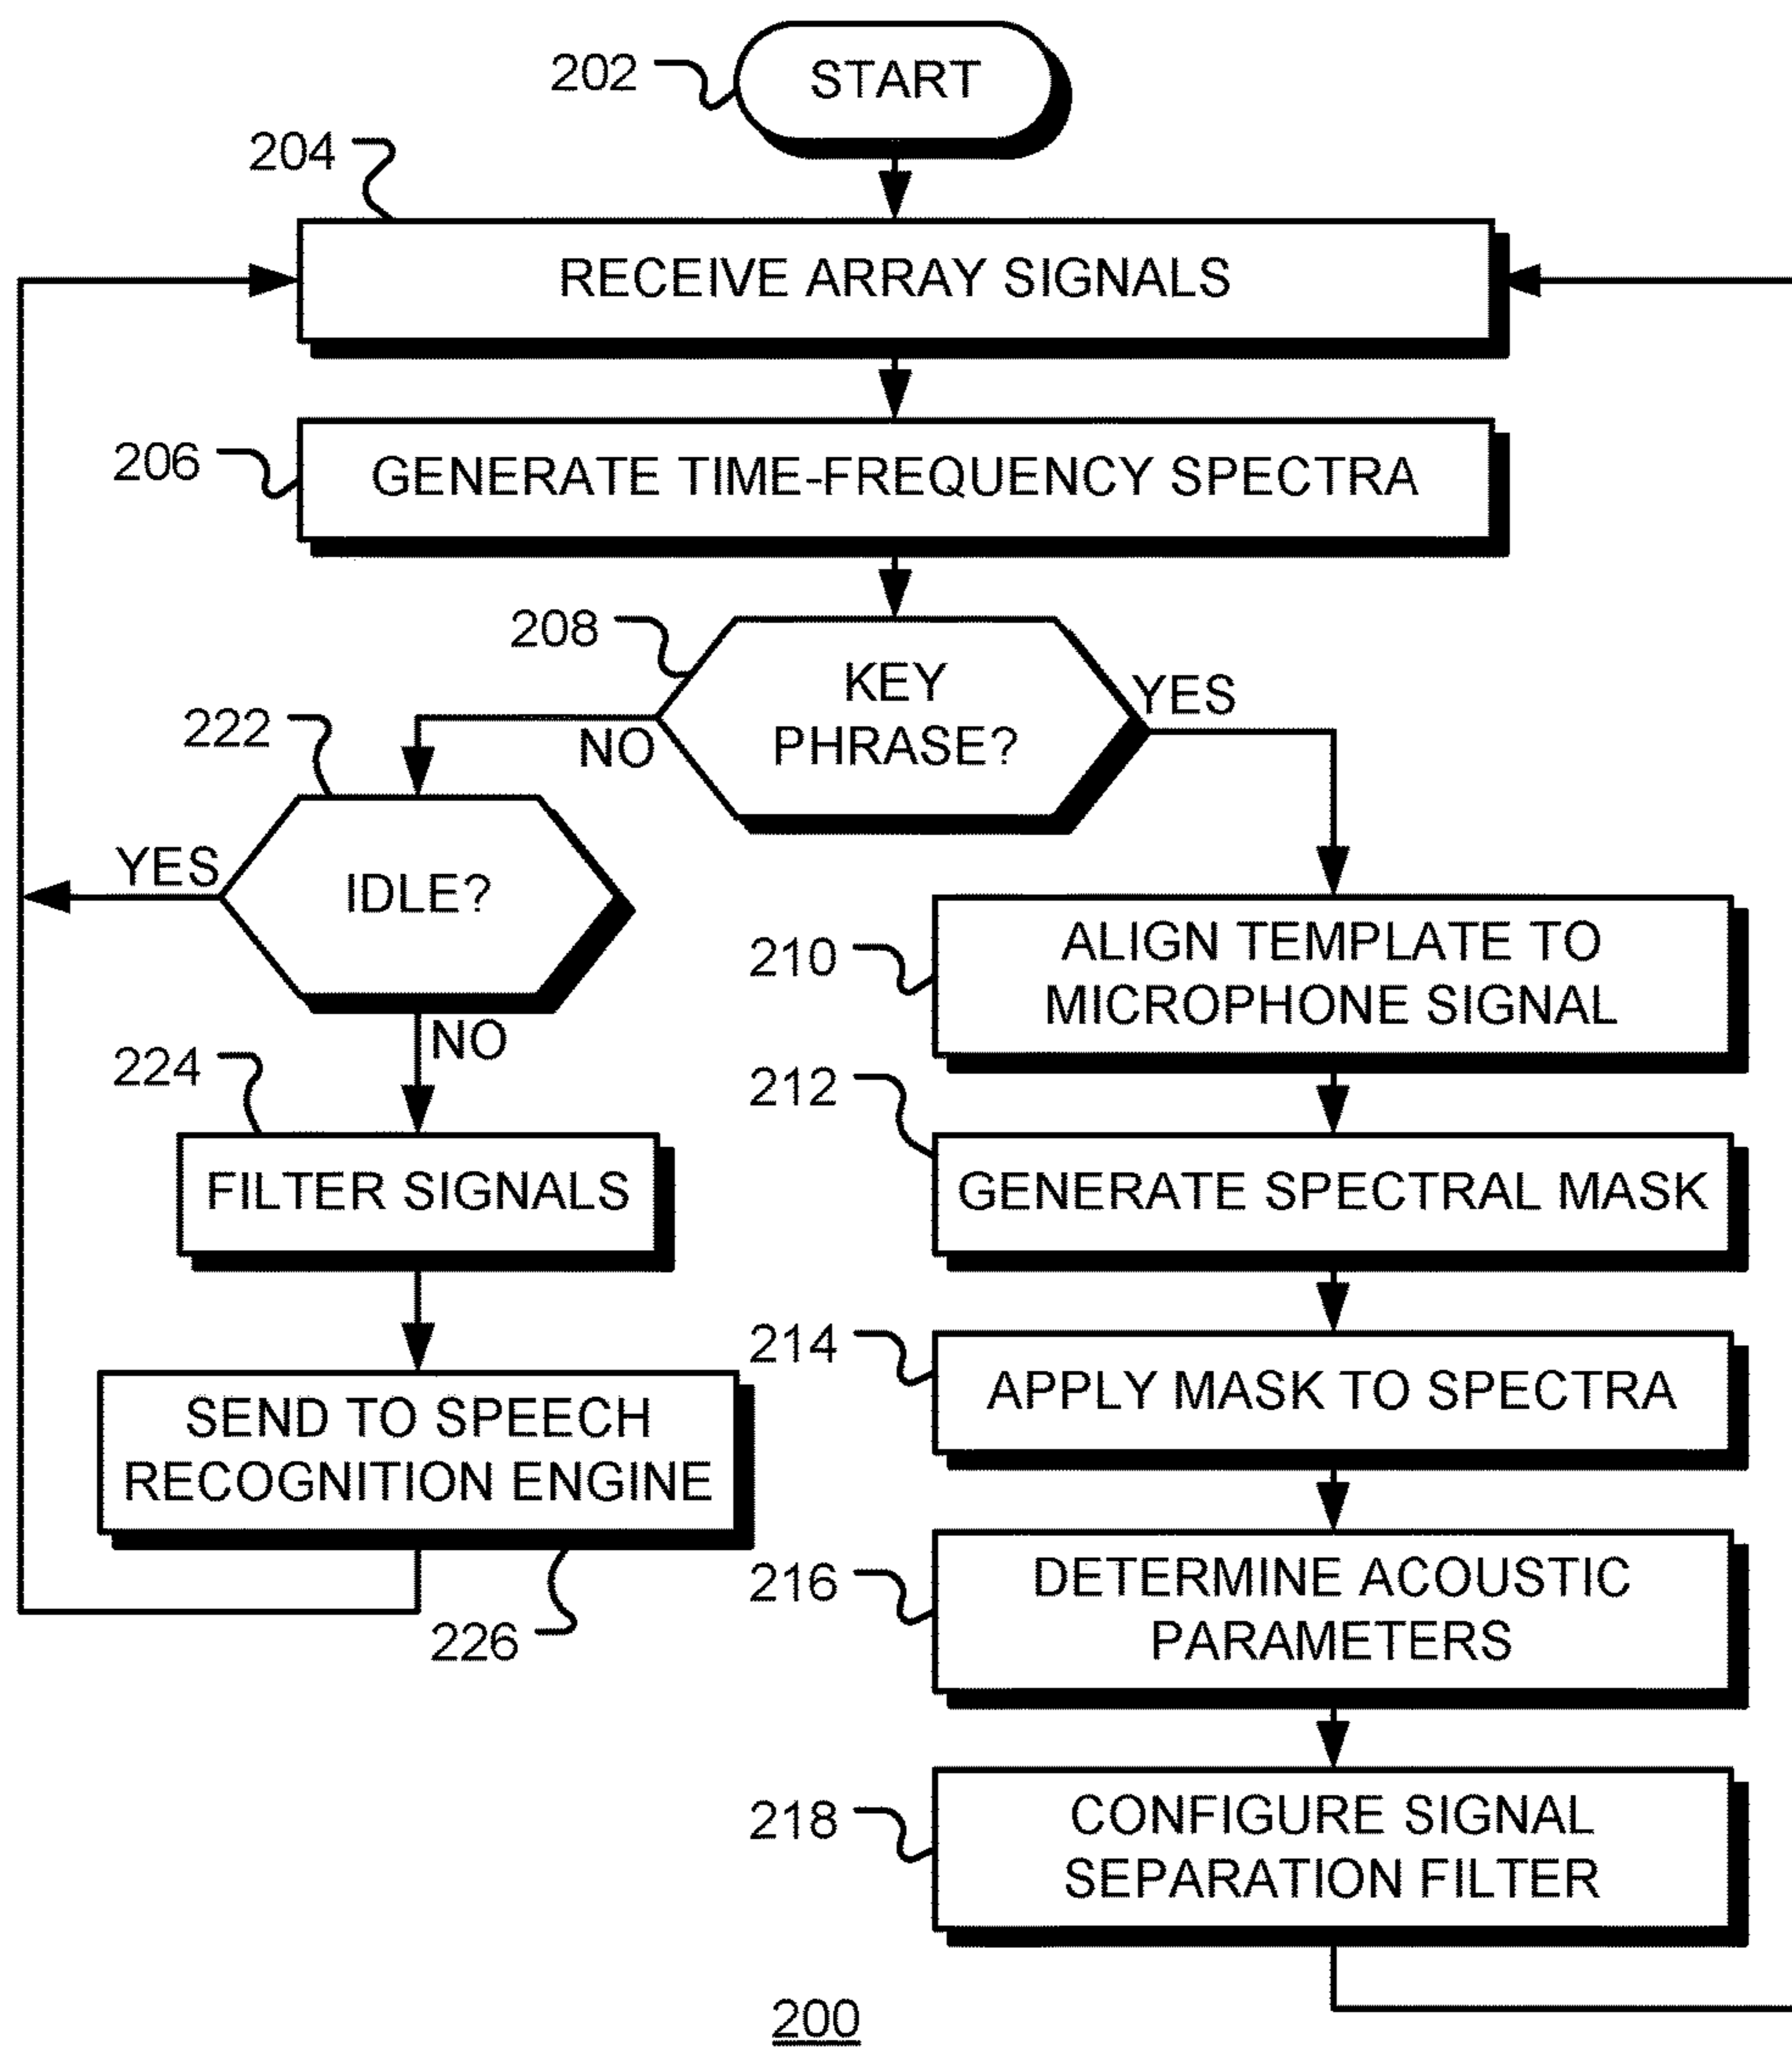 202
START
204
RECEIVE ARRAY SIGNALS
206
GENERATE TIME-FREQUENCY SPECTRA
208
KEY
PHRASE?
YES
NO
222
YES
IDLE?
NO
210
ALIGN TEMPLATE TO
MICROPHONE SIGNAL
224
FILTER SIGNALS
212
GENERATE SPECTRAL MASK
214
APPLY MASK TO SPECTRA
SEND TO SPEECH
RECOGNITION ENGINE
226
216
DETERMINE ACOUSTIC
PARAMETERS
218
CONFIGURE SIGNAL
SEPARATION FILTER
200